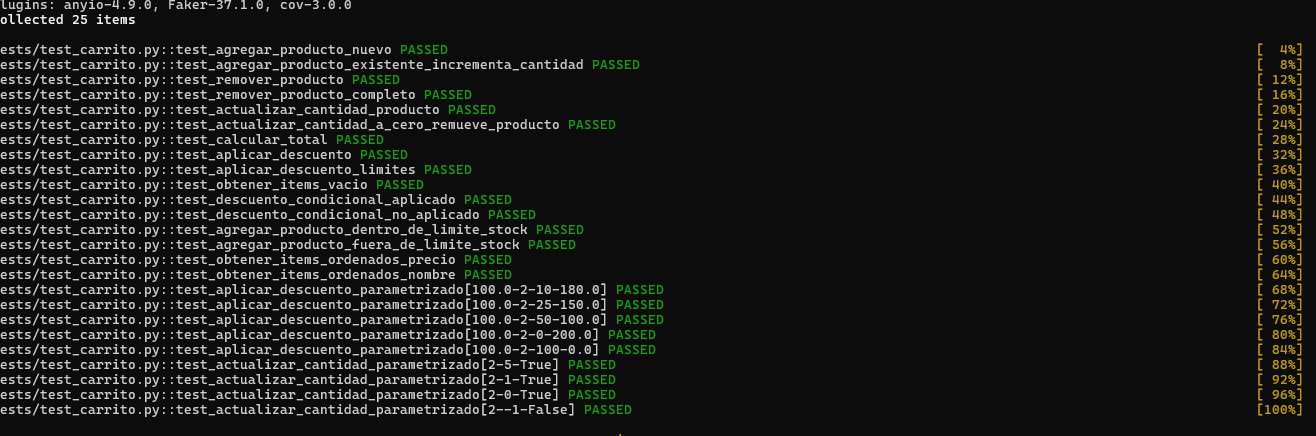 lugins: anyio-4.9.0, Faker-37.1.0, cov-3.0.0
ollected 25 items
ests/test_carrito.py::test_agregar_producto_nuevo PASSED [  4%]
ests/test_carrito.py::test_agregar_producto_existente_incrementa_cantidad PASSED [  8%]
ests/test_carrito.py::test_remover_producto PASSED [ 12%]
ests/test_carrito.py::test_remover_producto_completo PASSED [ 16%]
ests/test_carrito.py::test_actualizar_cantidad_producto PASSED [ 20%]
ests/test_carrito.py::test_actualizar_cantidad_a_cero_remueve_producto PASSED [ 24%]
ests/test_carrito.py::test_calcular_total PASSED [ 28%]
ests/test_carrito.py::test_aplicar_descuento PASSED [ 32%]
ests/test_carrito.py::test_aplicar_descuento_limites PASSED [ 36%]
ests/test_carrito.py::test_obtener_items_vacio PASSED [ 40%]
ests/test_carrito.py::test_descuento_condicional_aplicado PASSED [ 44%]
ests/test_carrito.py::test_descuento_condicional_no_aplicado PASSED [ 48%]
ests/test_carrito.py::test_agregar_producto_dentro_de_limite_stock PASSED [ 52%]
ests/test_carrito.py::test_agregar_producto_fuera_de_limite_stock PASSED [ 56%]
ests/test_carrito.py::test_obtener_items_ordenados_precio PASSED [ 60%]
ests/test_carrito.py::test_obtener_items_ordenados_nombre PASSED [ 64%]
ests/test_carrito.py::test_aplicar_descuento_parametrizado[100.0-2-10-180.0] PASSED [ 68%]
ests/test_carrito.py::test_aplicar_descuento_parametrizado[100.0-2-25-150.0] PASSED [ 72%]
ests/test_carrito.py::test_aplicar_descuento_parametrizado[100.0-2-50-100.0] PASSED [ 76%]
ests/test_carrito.py::test_aplicar_descuento_parametrizado[100.0-2-0-200.0] PASSED [ 80%]
ests/test_carrito.py::test_aplicar_descuento_parametrizado[100.0-2-100-0.0] PASSED [ 84%]
ests/test_carrito.py::test_actualizar_cantidad_parametrizado[2-5-True] PASSED [ 88%]
ests/test_carrito.py::test_actualizar_cantidad_parametrizado[2-1-True] PASSED [ 92%]
ests/test_carrito.py::test_actualizar_cantidad_parametrizado[2-0-True] PASSED [ 96%]
ests/test_carrito.py::test_actualizar_cantidad_parametrizado[2--1-False] PASSED [100%]